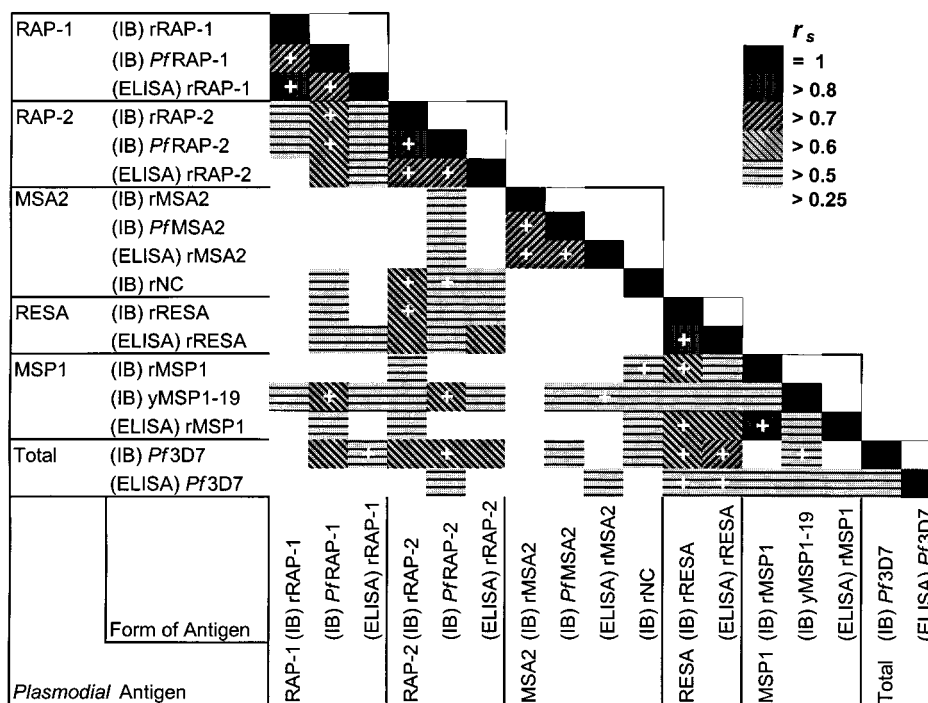 RAP-1 (IB) rRAP-1
(IB) PfRAP-1
(ELISA) rRAP-1
RAP-2 (IB) rRAP-2
(IB) PfRAP-2
(ELISA) rRAP-2
MSA2 (IB) rMSA2
(IB) PfMSA2
(ELISA) rMSA2
(IB) rNC
RESA (IB) rRESA
(ELISA) rRESA
MSP1 (IB) rMSP1
(IB) yMSP1-19
(ELISA) rMSP1
Total (IB) Pf3D7
(ELISA) Pf3D7
r s
= 1
> 0.8
> 0.7
> 0.6
> 0.5
> 0.25
Form of Antigen
Plasmodial Antigen
RAP-1 (IB) rRAP-1
(IB) PfRAP-1
(ELISA) rRAP-1
RAP-2 (IB) rRAP-2
(IB) PfRAP-2
(ELISA) rRAP-2
MSA2 (IB) rMSA2
(IB) PfMSA2
(ELISA) rMSA2
(IB) rNC
RESA (IB) rRESA
(ELISA) rRESA
MSP1 (IB) rMSP1
(IB) yMSP1-19
(ELISA) rMSP1
Total (IB) Pf3D7
(ELISA) Pf3D7